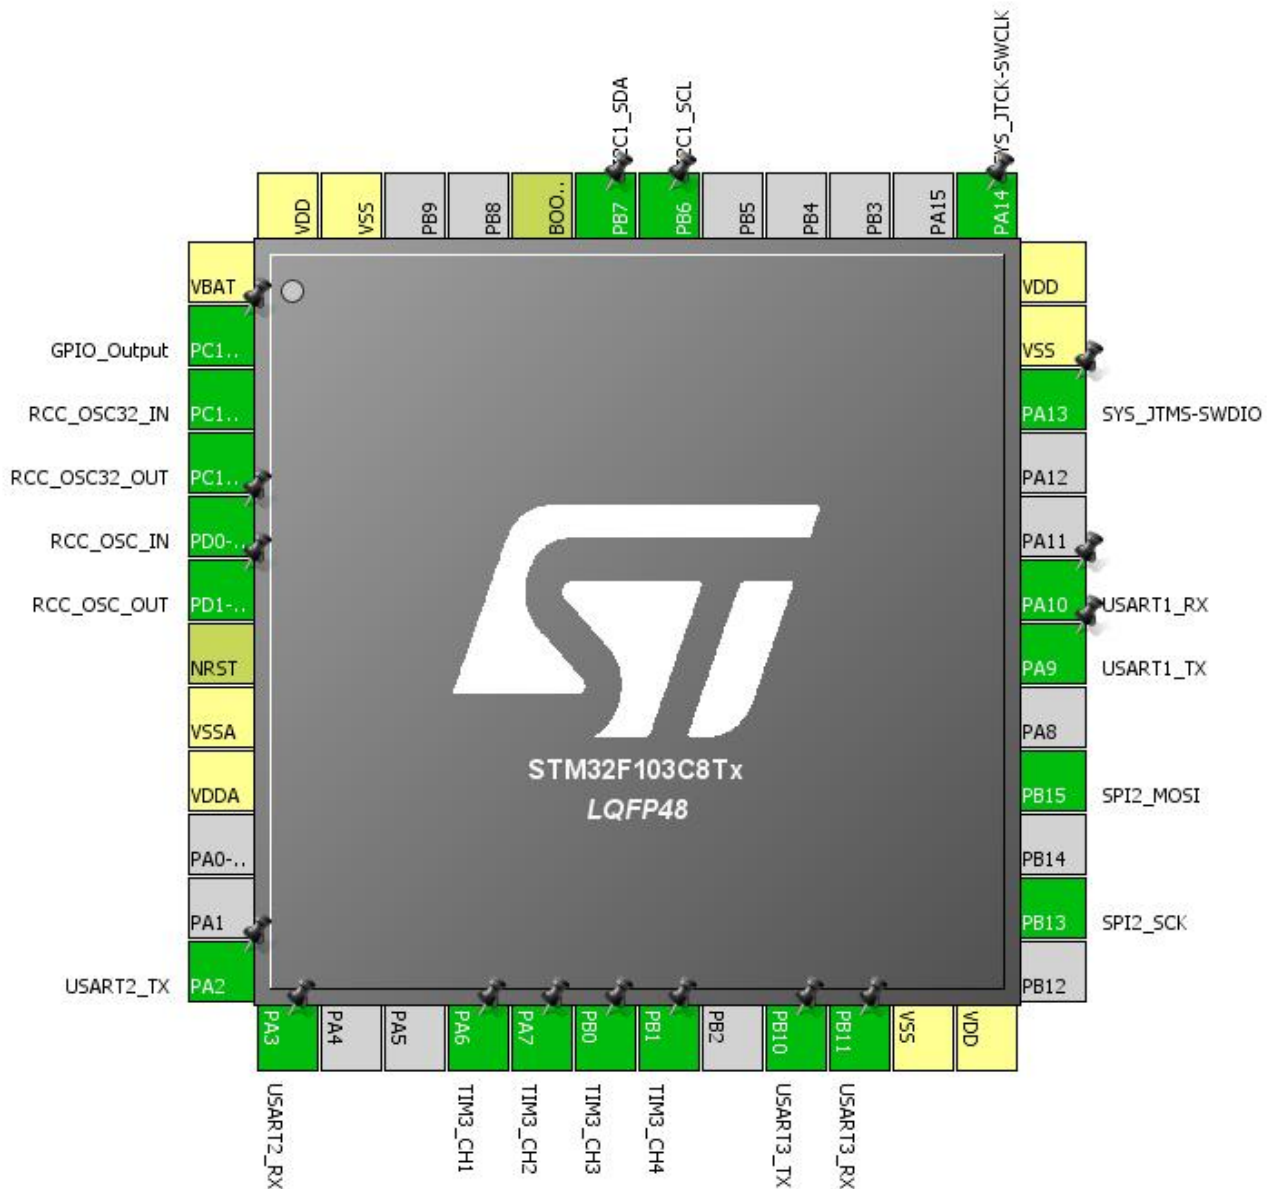 SYS_JTCK-SWCLK
I2C1_SDA
I2C1_SCL
VDD
VSS
PB9
PB8
BOO..
PB7
PB6
PB5
PB4
PB3
PA15
PA14
VBAT
GPIO_Output PC1..
RCC_OSC32_IN PC1..
RCC_OSC32_OUT PC1..
RCC_OSC_IN PD0-..
RCC_OSC_OUT PD1-..
NRST
VSSA
VDDA
PA0-..
PA1
USART2_TX PA2
VDD
VSS
PA13 SYS_JTMS-SWDIO
PA12
PA11
PA10 USART1_RX
PA9 USART1_TX
PA8
PB15 SPI2_MOSI
PB14
PB13 SPI2_SCK
PB12
ST
STM32F103C8Tx
LQFP48
PA3
PA4
PA5
PA6
PA7
PB0
PB1
PB2
PB10
PB11
VSS
VDD
USART2_RX
TIM3_CH1
TIM3_CH2
TIM3_CH3
TIM3_CH4
USART3_TX
USART3_RX